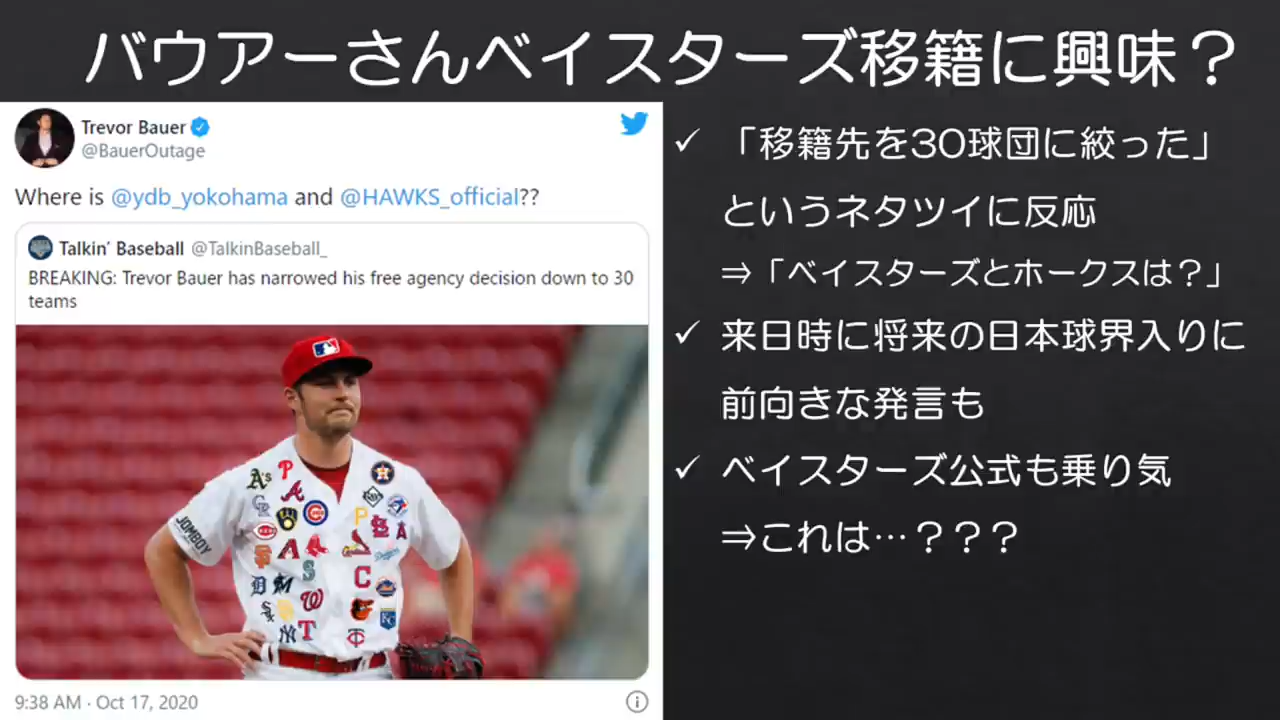 バウアーさんベイスターズ移籍に興味？
Trevor Bauer
@BauerOutage
Where is @ydb_yokohama and @HAWKS_official??
Talkin' Baseball @TalkinBaseball_
BREAKING: Trevor Bauer has narrowed his free agency decision down to 30
teams
JOMBOY
9:38 AM · Oct 17, 2020
✓ 「移籍先を30球団に絞った」
というネタツイに反応
⇒「ベイスターズとホークスは？」
✓ 来日時に将来の日本球界入りに
前向きな発言も
✓ ベイスターズ公式も乗り気
⇒これは…？？？